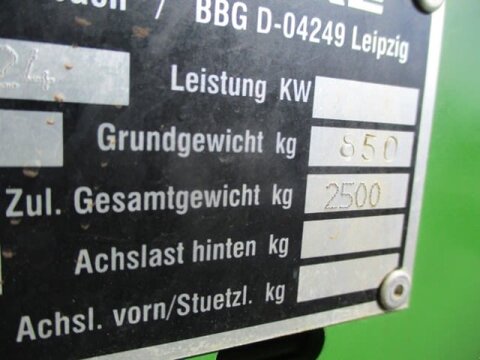 / BBG D-04249 Leipzig
Leistung KW
Grundgewicht kg 850
Zul. Gesamtgewicht kg 2500
Achslast hinten kg
Achsl. vorn/Stuetzl. kg